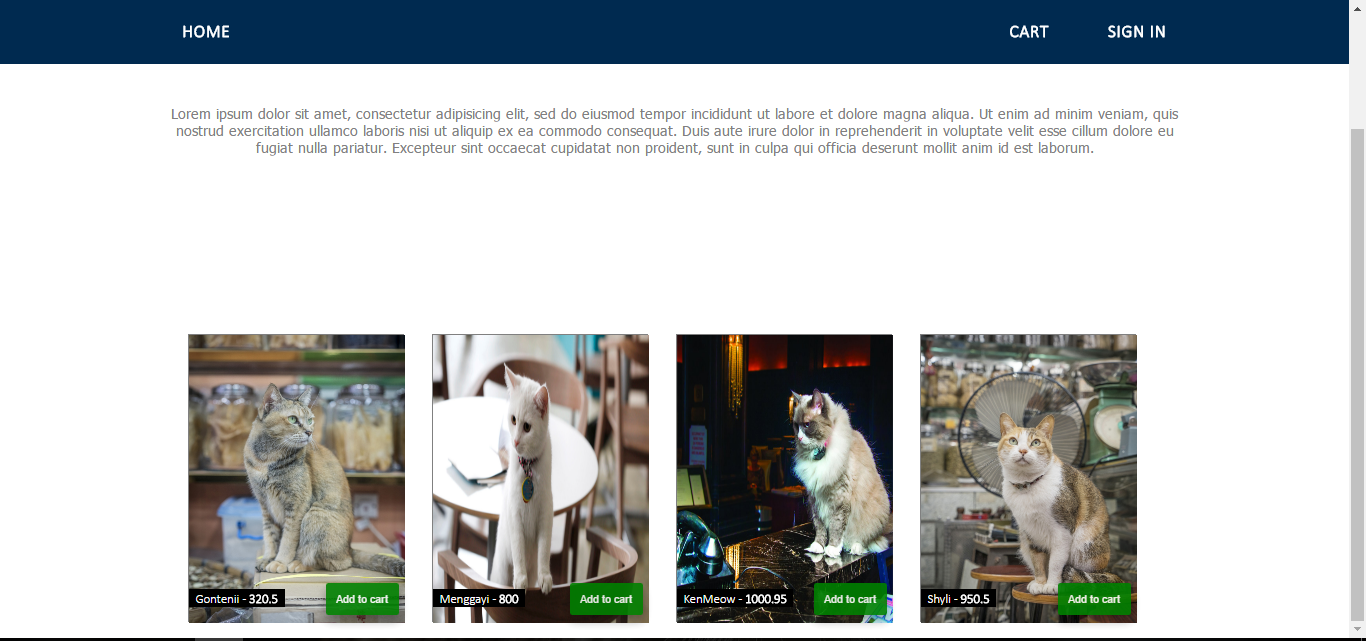 HOME CART SIGN IN
Lorem ipsum dolor sit amet, consectetur adipisicing elit, sed do eiusmod tempor incididunt ut labore et dolore magna aliqua. Ut enim ad minim veniam, quis
nostrud exercitation ullamco laboris nisi ut aliquip ex ea commodo consequat. Duis aute irure dolor in reprehenderit in voluptate velit esse cillum dolore eu
fugiat nulla pariatur. Excepteur sint occaecat cupidatat non proident, sunt in culpa qui officia deserunt mollit anim id est laborum.
Gontenii - 320.5 Add to cart
Menggayi - 800 Add to cart
KenMeow - 1000.95 Add to cart
Shyli - 950.5 Add to cart